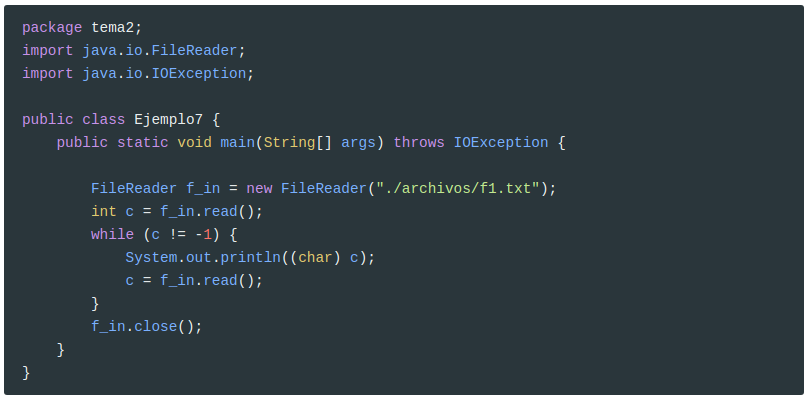 package tema2;
import java.io.FileReader;
import java.io.IOException;

public class Ejemplo7 {
    public static void main(String[] args) throws IOException {

        FileReader f_in = new FileReader("./archivos/f1.txt");
        int c = f_in.read();
        while (c != -1) {
            System.out.println((char) c);
            c = f_in.read();
        }
        f_in.close();
    }
}